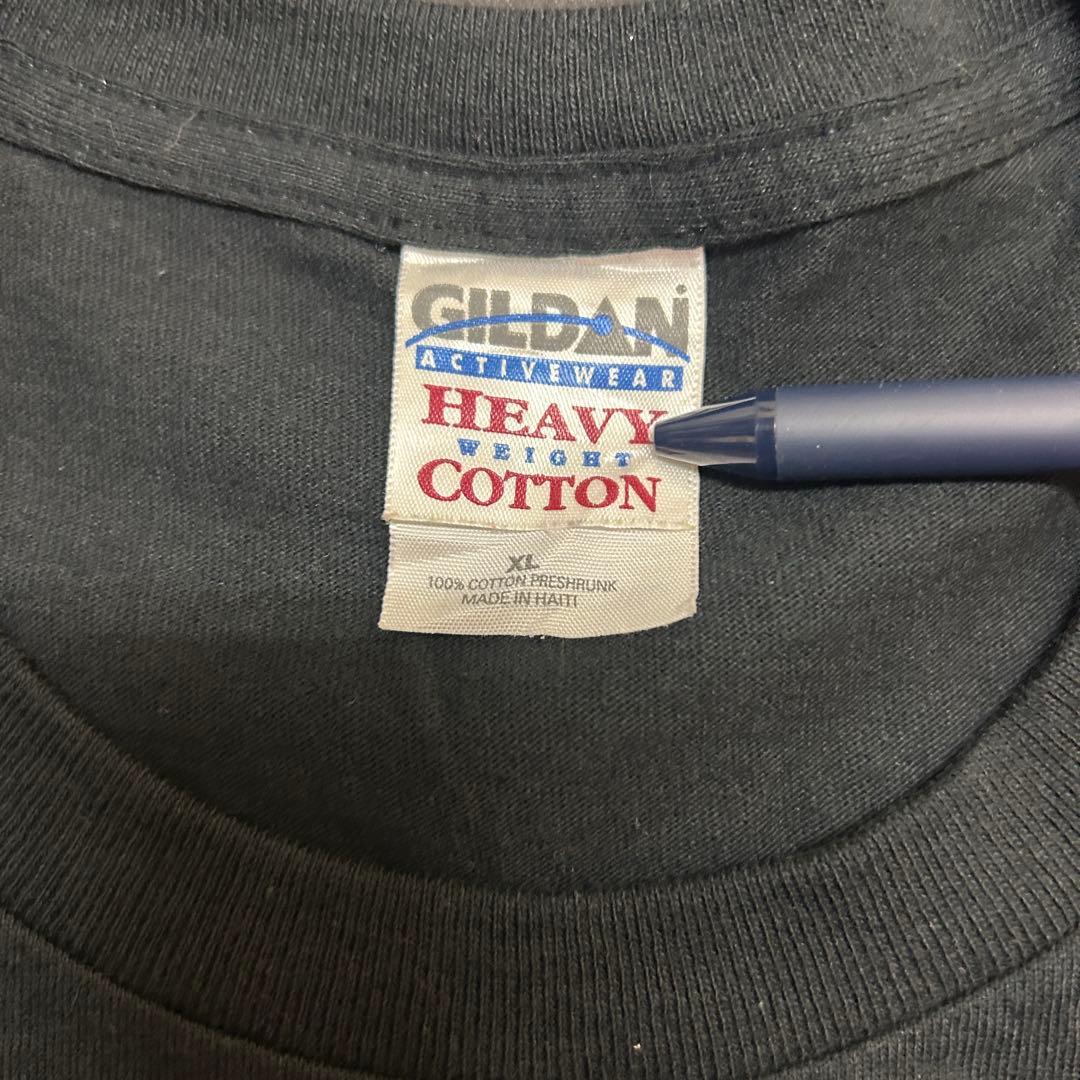 GILDAN®
ACTIVEWEAR
HEAVY
WEIGHT
COTTON
XL
100% COTTON PRESHRUNK
MADE IN HAITI